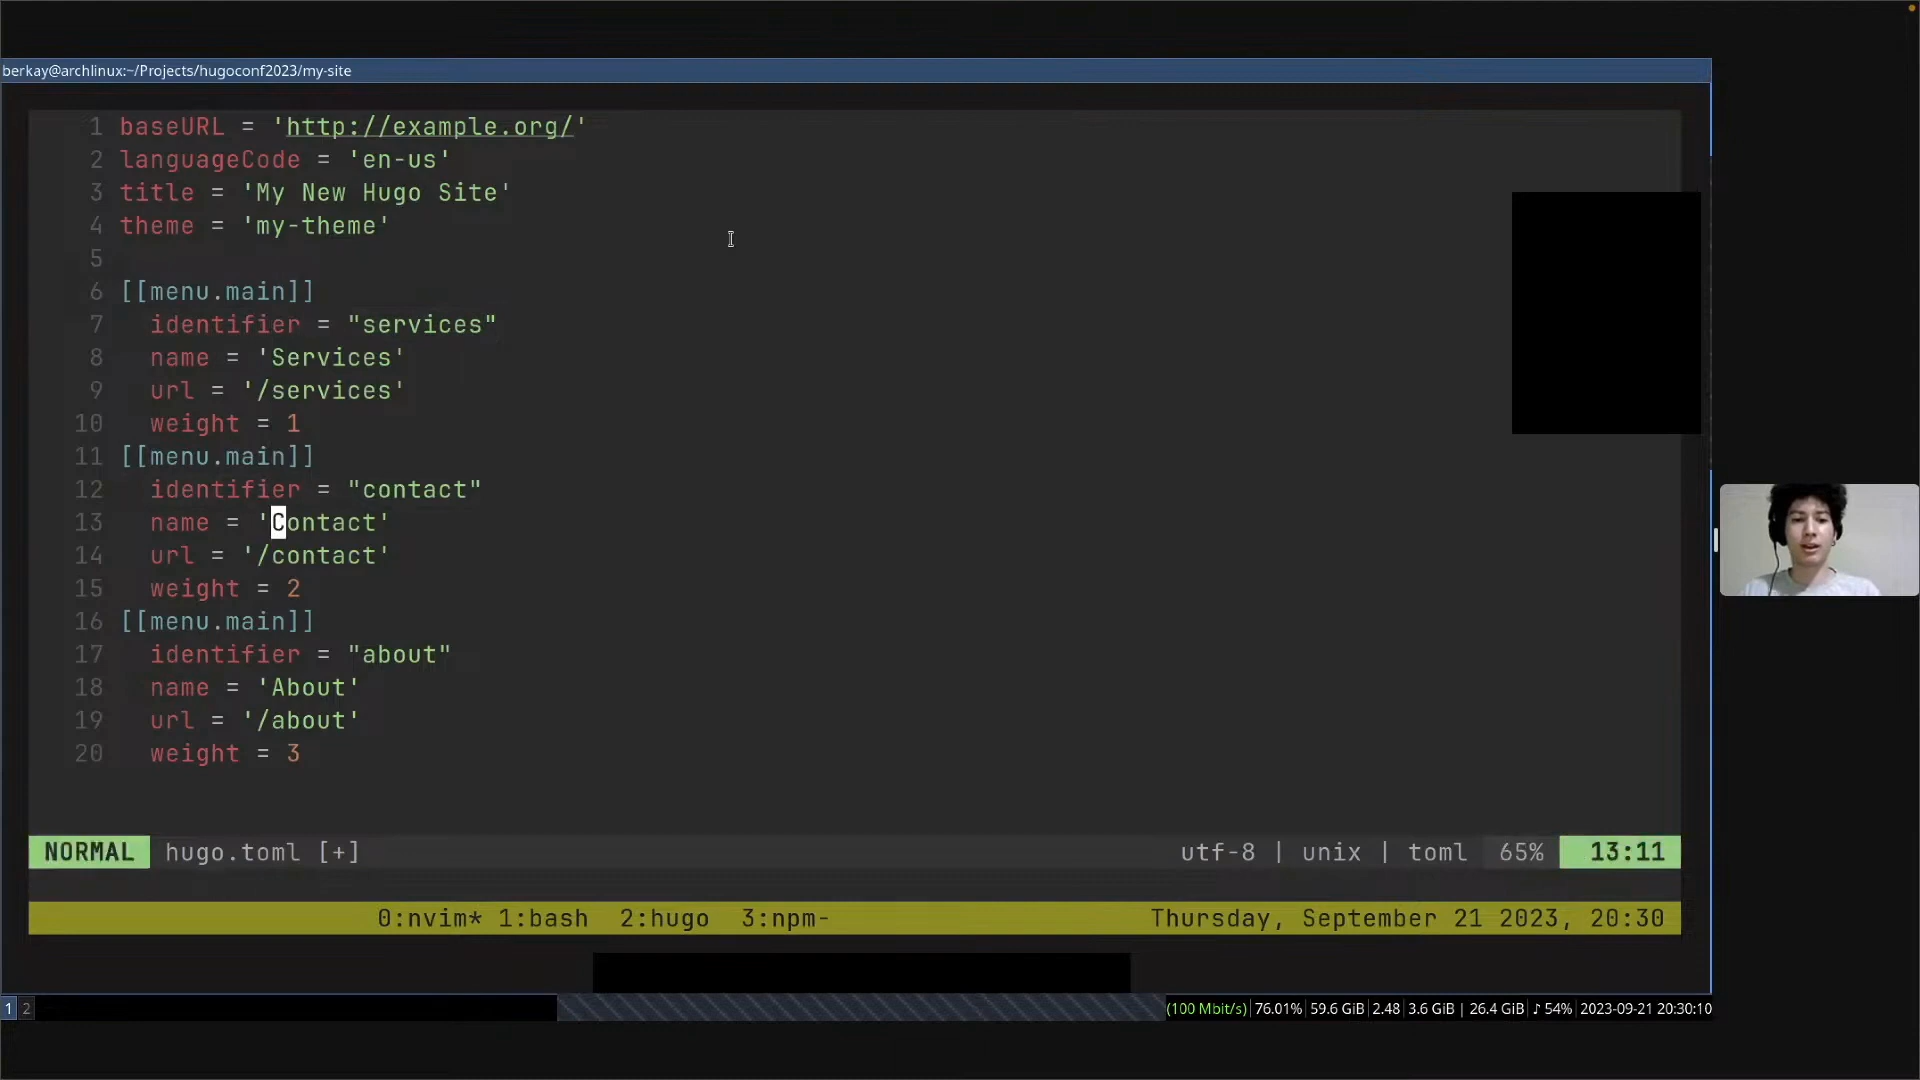 berkay@archlinux:~/Projects/hugoconf2023/my-site
1 baseURL = 'http://example.org/'
2 languageCode = 'en-us'
3 title = 'My New Hugo Site'
4 theme = 'my-theme'
5
6 [[menu.main]]
7 identifier = "services"
8 name = 'Services'
9 url = '/services'
10 weight = 1
11 [[menu.main]]
12 identifier = "contact"
13 name = 'Contact'
14 url = '/contact'
15 weight = 2
16 [[menu.main]]
17 identifier = "about"
18 name = 'About'
19 url = '/about'
20 weight = 3
NORMAL hugo.toml [+] utf-8 | unix | toml 65% 13:11
0:nvim* 1:bash 2:hugo 3:npm- Thursday, September 21 2023, 20:30
1 2 (100 Mbit/s) 76.01% 59.6 GiB 2.48 3.6 GiB | 26.4 GiB ♪ 54% 2023-09-21 20:30:10